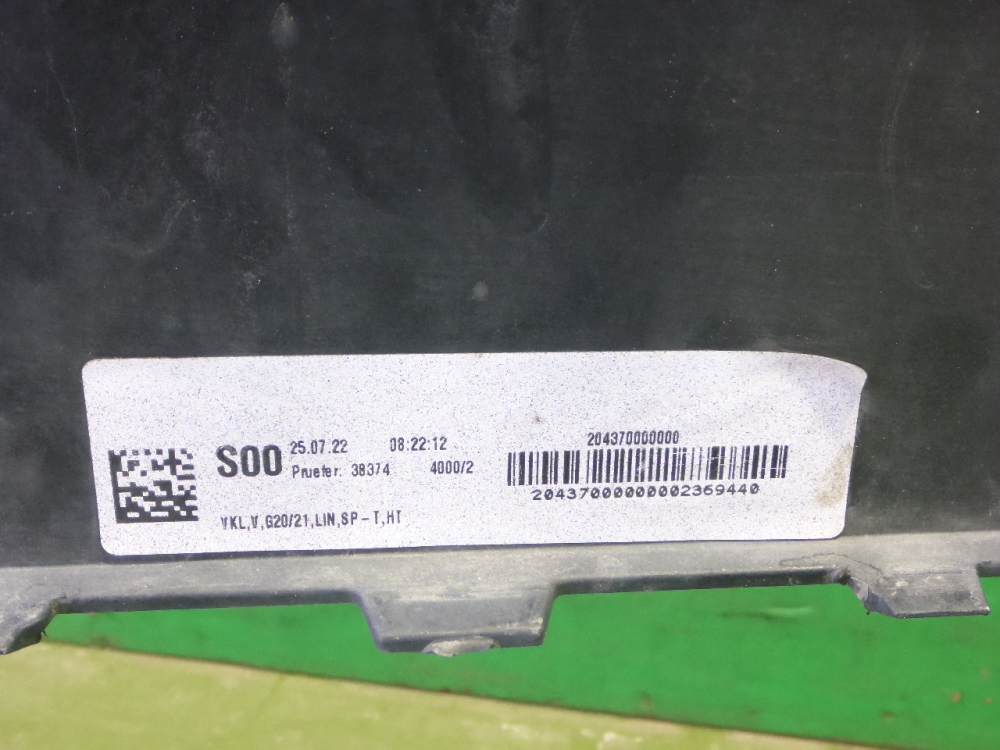 S00 25.07.22 08:22:12
Pruefer: 38374 4000/2
VKL,V,G20/21,LIN,SP-T,HT
204370000000
20437000000002369440